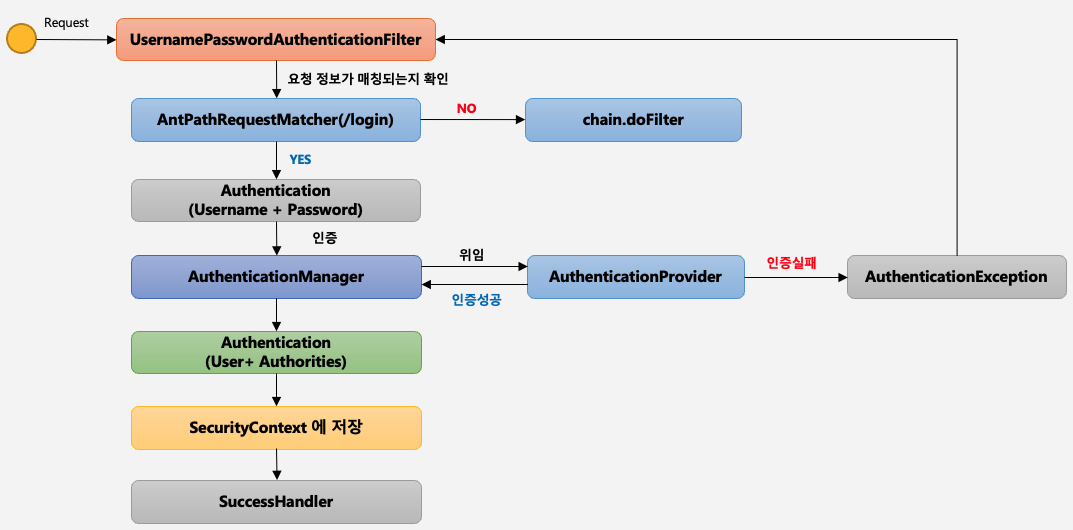 Request
UsernamePasswordAuthenticationFilter
요청 정보가 매칭되는지 확인
AntPathRequestMatcher(/login)
NO
chain.doFilter
YES
Authentication
(Username + Password)
인증
AuthenticationManager
위임
인증성공
AuthenticationProvider
인증실패
AuthenticationException
Authentication
(User+ Authorities)
SecurityContext 에 저장
SuccessHandler